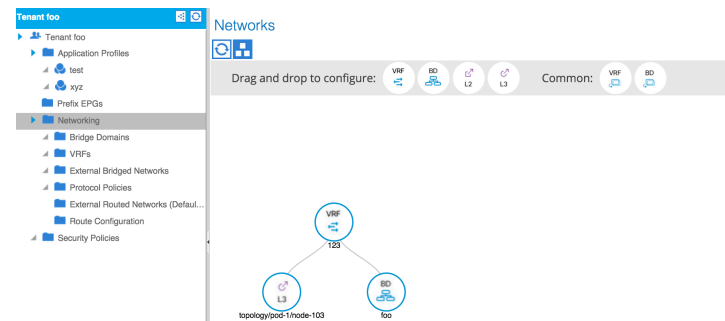 Tenant foo
Tenant foo
Application Profiles
test
xyz
Prefix EPGs
Networking
Bridge Domains
VRFs
External Bridged Networks
Protocol Policies
External Routed Networks (Defaul...
Route Configuration
Security Policies
Networks
Drag and drop to configure: VRF BD L2 L3 Common: VRF BD
VRF
123
L3
topology/pod-1/node-103
BD
foo